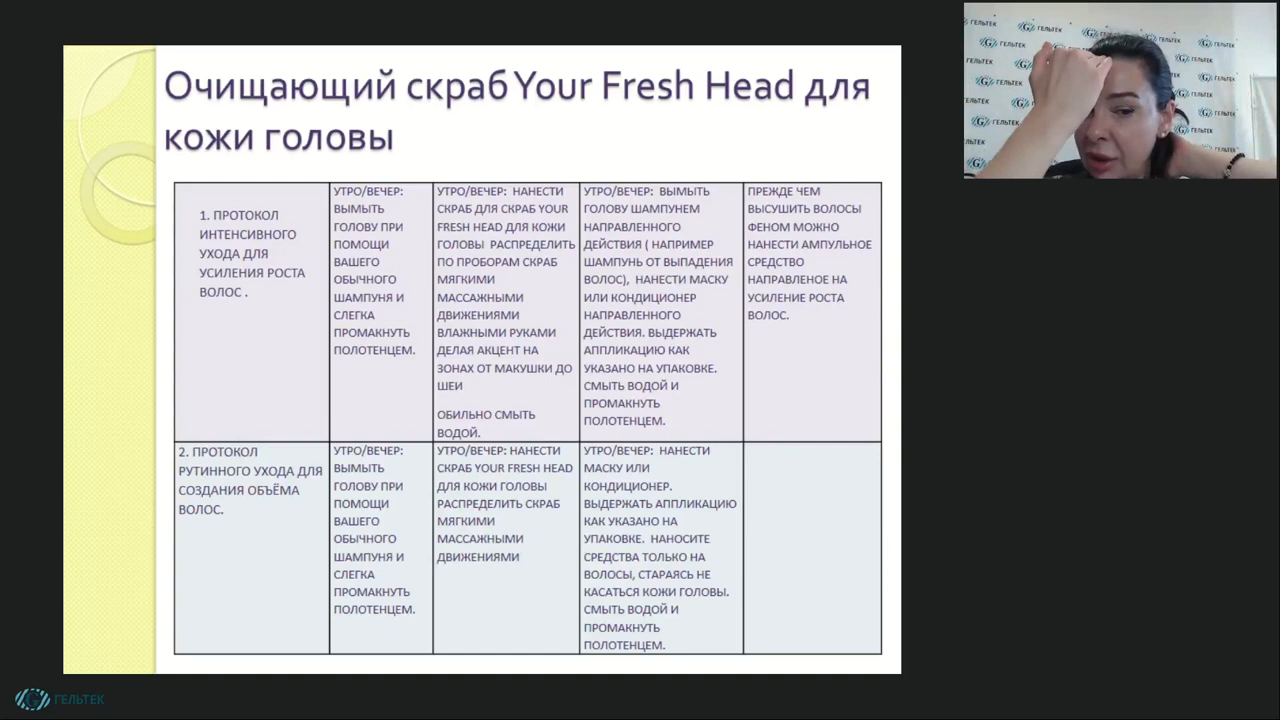 Очищающий скраб Your Fresh Head для
кожи головы
1. ПРОТОКОЛ
ИНТЕНСИВНОГО
УХОДА ДЛЯ
УСИЛЕНИЯ РОСТА
ВОЛОС .
УТРО/ВЕЧЕР:
ВЫМЫТЬ
ГОЛОВУ ПРИ
ПОМОЩИ
ВАШЕГО
ОБЫЧНОГО
ШАМПУНЯ И
СЛЕГКА
ПРОМАКНУТЬ
ПОЛОТЕНЦЕМ.
УТРО/ВЕЧЕР: НАНЕСТИ
СКРАБ ДЛЯ СКРАБ YOUR
FRESH HEAD ДЛЯ КОЖИ
ГОЛОВЫ РАСПРЕДЕЛИТЬ
ПО ПРОБОРАМ СКРАБ
МЯГКИМИ
МАССАЖНЫМИ
ДВИЖЕНИЯМИ
ВЛАЖНЫМИ РУКАМИ
ДЕЛАЯ АКЦЕНТ НА
ЗОНАХ ОТ МАКУШКИ ДО
ШЕИ
ОБИЛЬНО СМЫТЬ
ВОДОЙ.
УТРО/ВЕЧЕР: ВЫМЫТЬ
ГОЛОВУ ШАМПУНЕМ
НАПРАВЛЕННОГО
ДЕЙСТВИЯ ( НАПРИМЕР
ШАМПУНЬ ОТ ВЫПАДЕНИЯ
ВОЛОС), НАНЕСТИ МАСКУ
ИЛИ КОНДИЦИОНЕР
НАПРАВЛЕННОГО
ДЕЙСТВИЯ. ВЫДЕРЖАТЬ
АППЛИКАЦИЮ КАК
УКАЗАНО НА УПАКОВКЕ.
СМЫТЬ ВОДОЙ И
ПРОМАКНУТЬ
ПОЛОТЕНЦЕМ.
ПРЕЖДЕ ЧЕМ
ВЫСУШИТЬ ВОЛОСЫ
ФЕНОМ МОЖНО
НАНЕСТИ АМПУЛЬНОЕ
СРЕДСТВО
НАПРАВЛЕНОЕ НА
УСИЛЕНИЕ РОСТА
ВОЛОС.
2. ПРОТОКОЛ
РУТИННОГО УХОДА ДЛЯ
СОЗДАНИЯ ОБЪЁМА
ВОЛОС.
УТРО/ВЕЧЕР:
ВЫМЫТЬ
ГОЛОВУ ПРИ
ПОМОЩИ
ВАШЕГО
ОБЫЧНОГО
ШАМПУНЯ И
СЛЕГКА
ПРОМАКНУТЬ
ПОЛОТЕНЦЕМ.
УТРО/ВЕЧЕР: НАНЕСТИ
СКРАБ YOUR FRESH HEAD
ДЛЯ КОЖИ ГОЛОВЫ
РАСПРЕДЕЛИТЬ СКРАБ
МЯГКИМИ
МАССАЖНЫМИ
ДВИЖЕНИЯМИ
УТРО/ВЕЧЕР: НАНЕСТИ
МАСКУ ИЛИ
КОНДИЦИОНЕР.
ВЫДЕРЖАТЬ АППЛИКАЦИЮ
КАК УКАЗАНО НА
УПАКОВКЕ. НАНОСИТЕ
СРЕДСТВА ТОЛЬКО НА
ВОЛОСЫ, СТАРАЯСЬ НЕ
КАСАТЬСЯ КОЖИ ГОЛОВЫ.
СМЫТЬ ВОДОЙ И
ПРОМАКНУТЬ
ПОЛОТЕНЦЕМ.
ГЕЛЬТЕК
ГЕЛЬТЕК